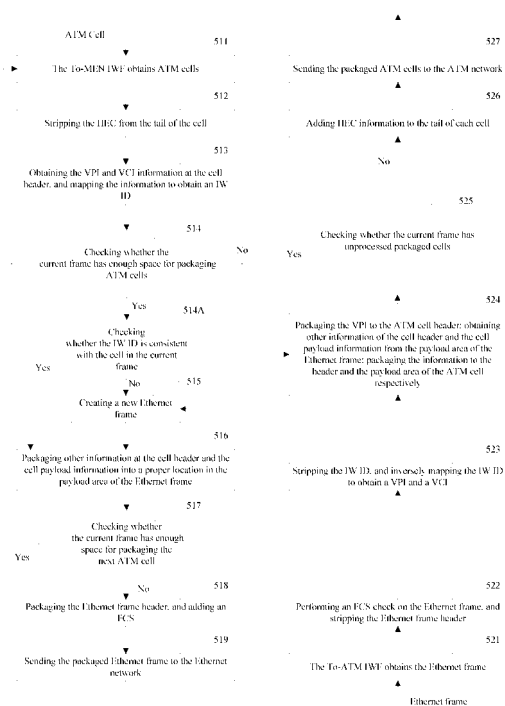 ATM Cell
511
The To-MEN IWF obtains ATM cells
512
Stripping the HEC from the tail of the cell
513
Obtaining the VPI and VCI information at the cell
header, and mapping the information to obtain an IW
ID
514
Checking whether the
current frame has enough space for packaging
ATM cells
No
Yes
514A
Checking
whether the IW ID is consistent
with the cell in the current
frame
Yes
No
515
Creating a new Ethernet
frame
516
Packaging other information at the cell header and the
cell payload information into a proper location in the
payload area of the Ethernet frame
517
Checking whether
the current frame has enough
space for packaging the
next ATM cell
Yes
No
518
Packaging the Ethernet frame header, and adding an
FCS
519
Sending the packaged Ethernet frame to the Ethernet
network
527
Sending the packaged ATM cells to the ATM network
526
Adding HEC information to the tail of each cell
No
525
Checking whether the current frame has
unprocessed packaged cells
Yes
524
Packaging the VPI to the ATM cell header; obtaining
other information of the cell header and the cell
payload information from the payload area of the
Ethernet frame; packaging the information to the
header and the payload area of the ATM cell
respectively
523
Stripping the IW ID, and inversely mapping the IW ID
to obtain a VPI and a VCI
522
Performing an FCS check on the Ethernet frame, and
stripping the Ethernet frame header
521
The To-ATM IWF obtains the Ethernet frame
Ethernet frame